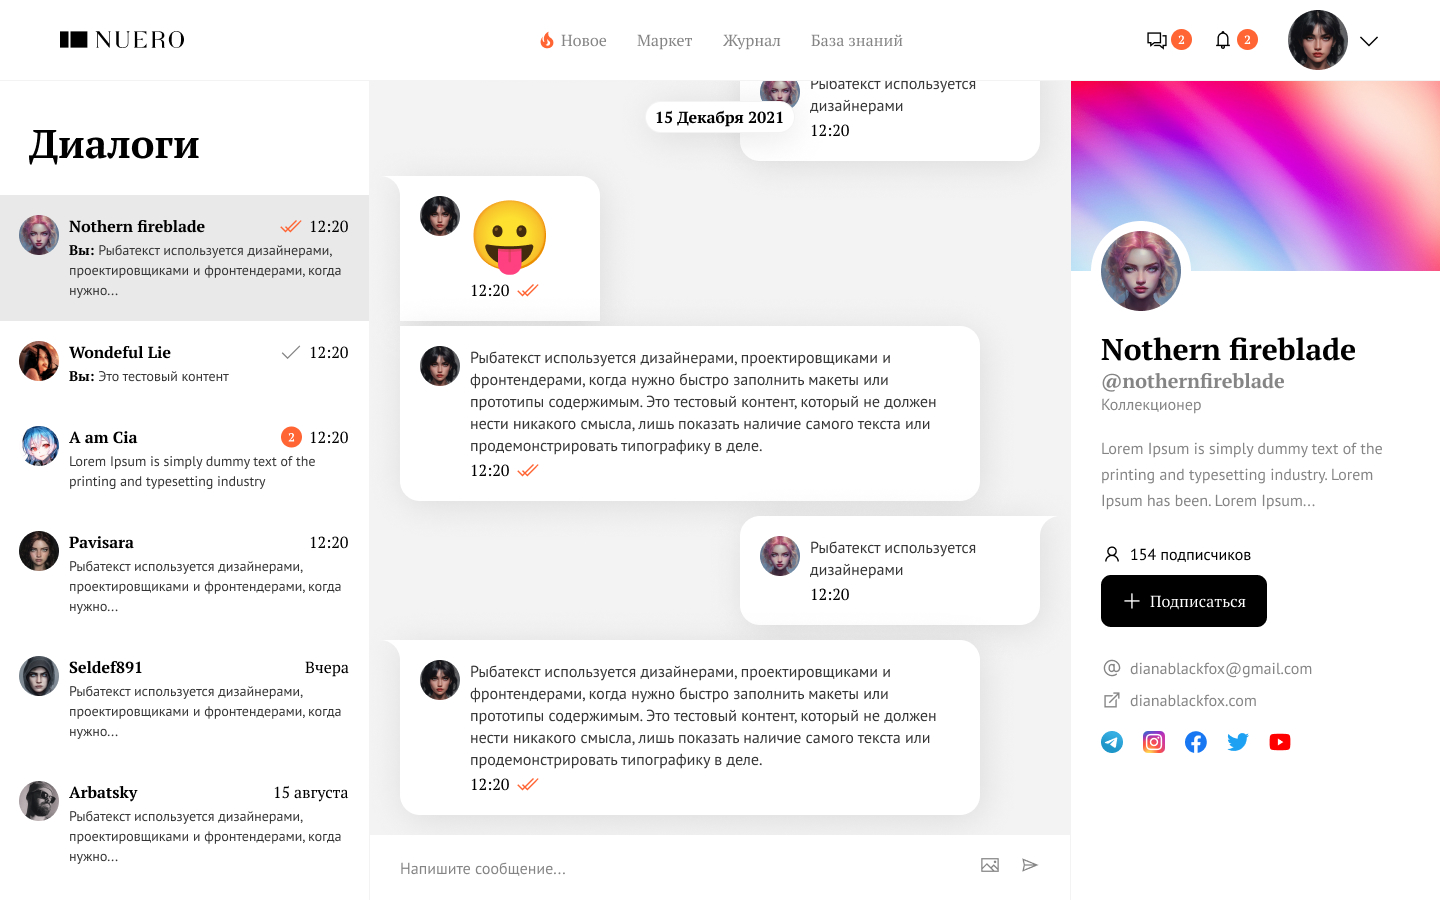 NUERO
Новое Маркет Журнал База знаний
2 2
Диалоги
Nothern fireblade 12:20
Вы: Рыбатекст используется дизайнерами,
проектировщиками и фронтендерами, когда
нужно...
Wondeful Lie 12:20
Вы: Это тестовый контент
A am Cia 2 12:20
Lorem Ipsum is simply dummy text of the
printing and typesetting industry
Pavisara 12:20
Рыбатекст используется дизайнерами,
проектировщиками и фронтендерами, когда
нужно...
Seldef891 Вчера
Рыбатекст используется дизайнерами,
проектировщиками и фронтендерами, когда
нужно...
Arbatsky 15 августа
Рыбатекст используется дизайнерами,
проектировщиками и фронтендерами, когда
нужно...
Рыбатекст используется
дизайнерами
12:20
15 Декабря 2021
12:20
Рыбатекст используется дизайнерами, проектировщиками и
фронтендерами, когда нужно быстро заполнить макеты или
прототипы содержимым. Это тестовый контент, который не должен
нести никакого смысла, лишь показать наличие самого текста или
продемонстрировать типографику в деле.
12:20
Рыбатекст используется
дизайнерами
12:20
Рыбатекст используется дизайнерами, проектировщиками и
фронтендерами, когда нужно быстро заполнить макеты или
прототипы содержимым. Это тестовый контент, который не должен
нести никакого смысла, лишь показать наличие самого текста или
продемонстрировать типографику в деле.
12:20
Напишите сообщение...
Nothern fireblade
@nothernfireblade
Коллекционер
Lorem Ipsum is simply dummy text of the
printing and typesetting industry. Lorem
Ipsum has been. Lorem Ipsum...
154 подписчиков
Подписаться
dianablackfox@gmail.com
dianablackfox.com